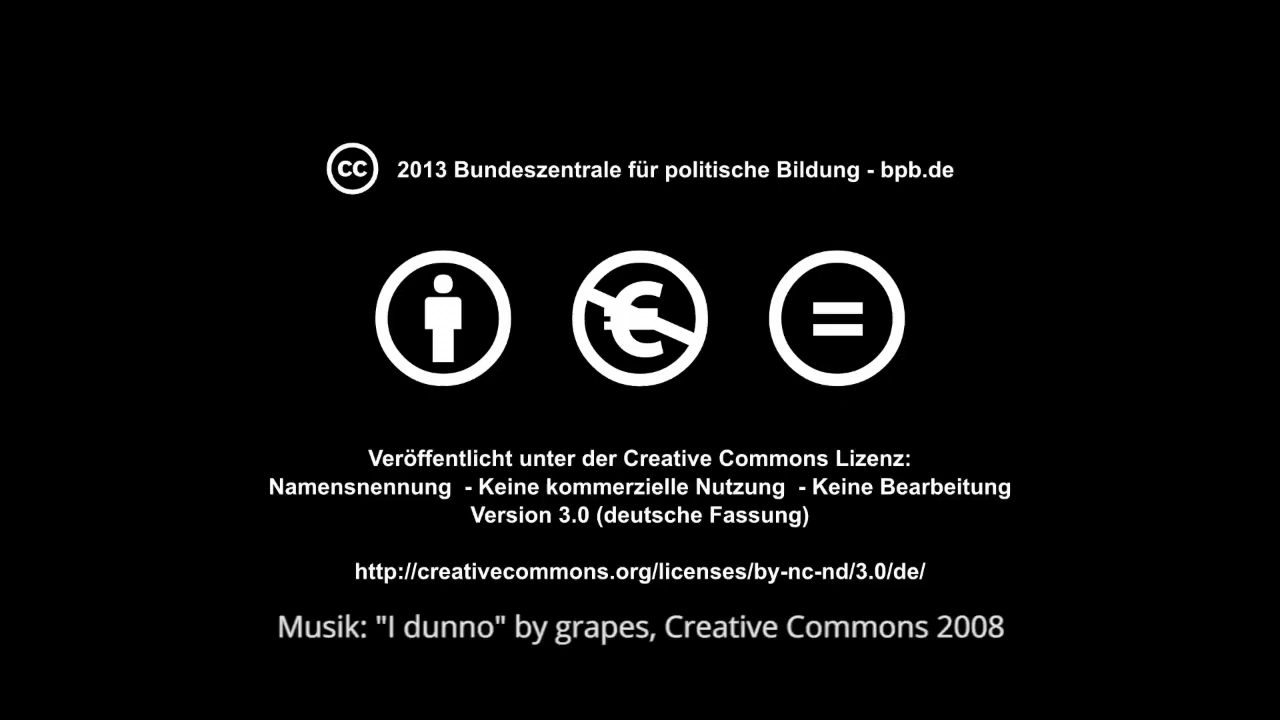 cc 2013 Bundeszentrale für politische Bildung - bpb.de
€
Veröffentlicht unter der Creative Commons Lizenz:
Namensnennung - Keine kommerzielle Nutzung - Keine Bearbeitung
Version 3.0 (deutsche Fassung)
http://creativecommons.org/licenses/by-nc-nd/3.0/de/
Musik: "I dunno" by grapes, Creative Commons 2008